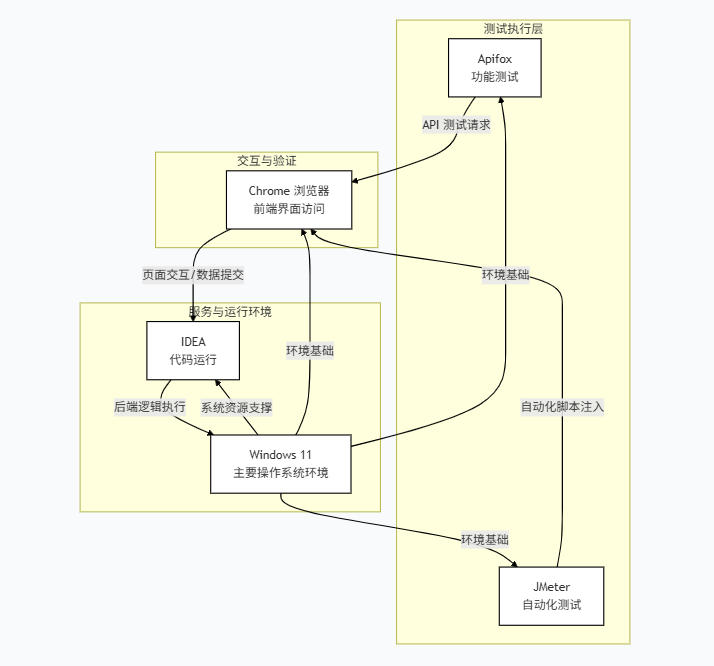 测试执行层
Apifox
功能测试
API 测试请求
交互与验证
Chrome 浏览器
前端界面访问
页面交互/数据提交
环境基础
服务与运行环境
IDEA
代码运行
环境基础
后端逻辑执行
系统资源支撑
自动化脚本注入
Windows 11
主要操作系统环境
环境基础
JMeter
自动化测试